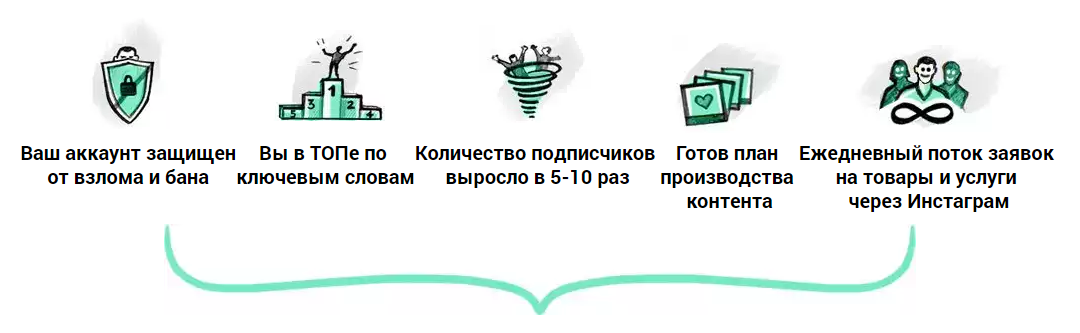 1
3
2
5
4
Ваш аккаунт защищен
от взлома и бана
Вы в ТОПе по
ключевым словам
Количество подписчиков
выросло в 5-10 раз
Готов план
производства
контента
Ежедневный поток заявок
на товары и услуги
через Инстаграм